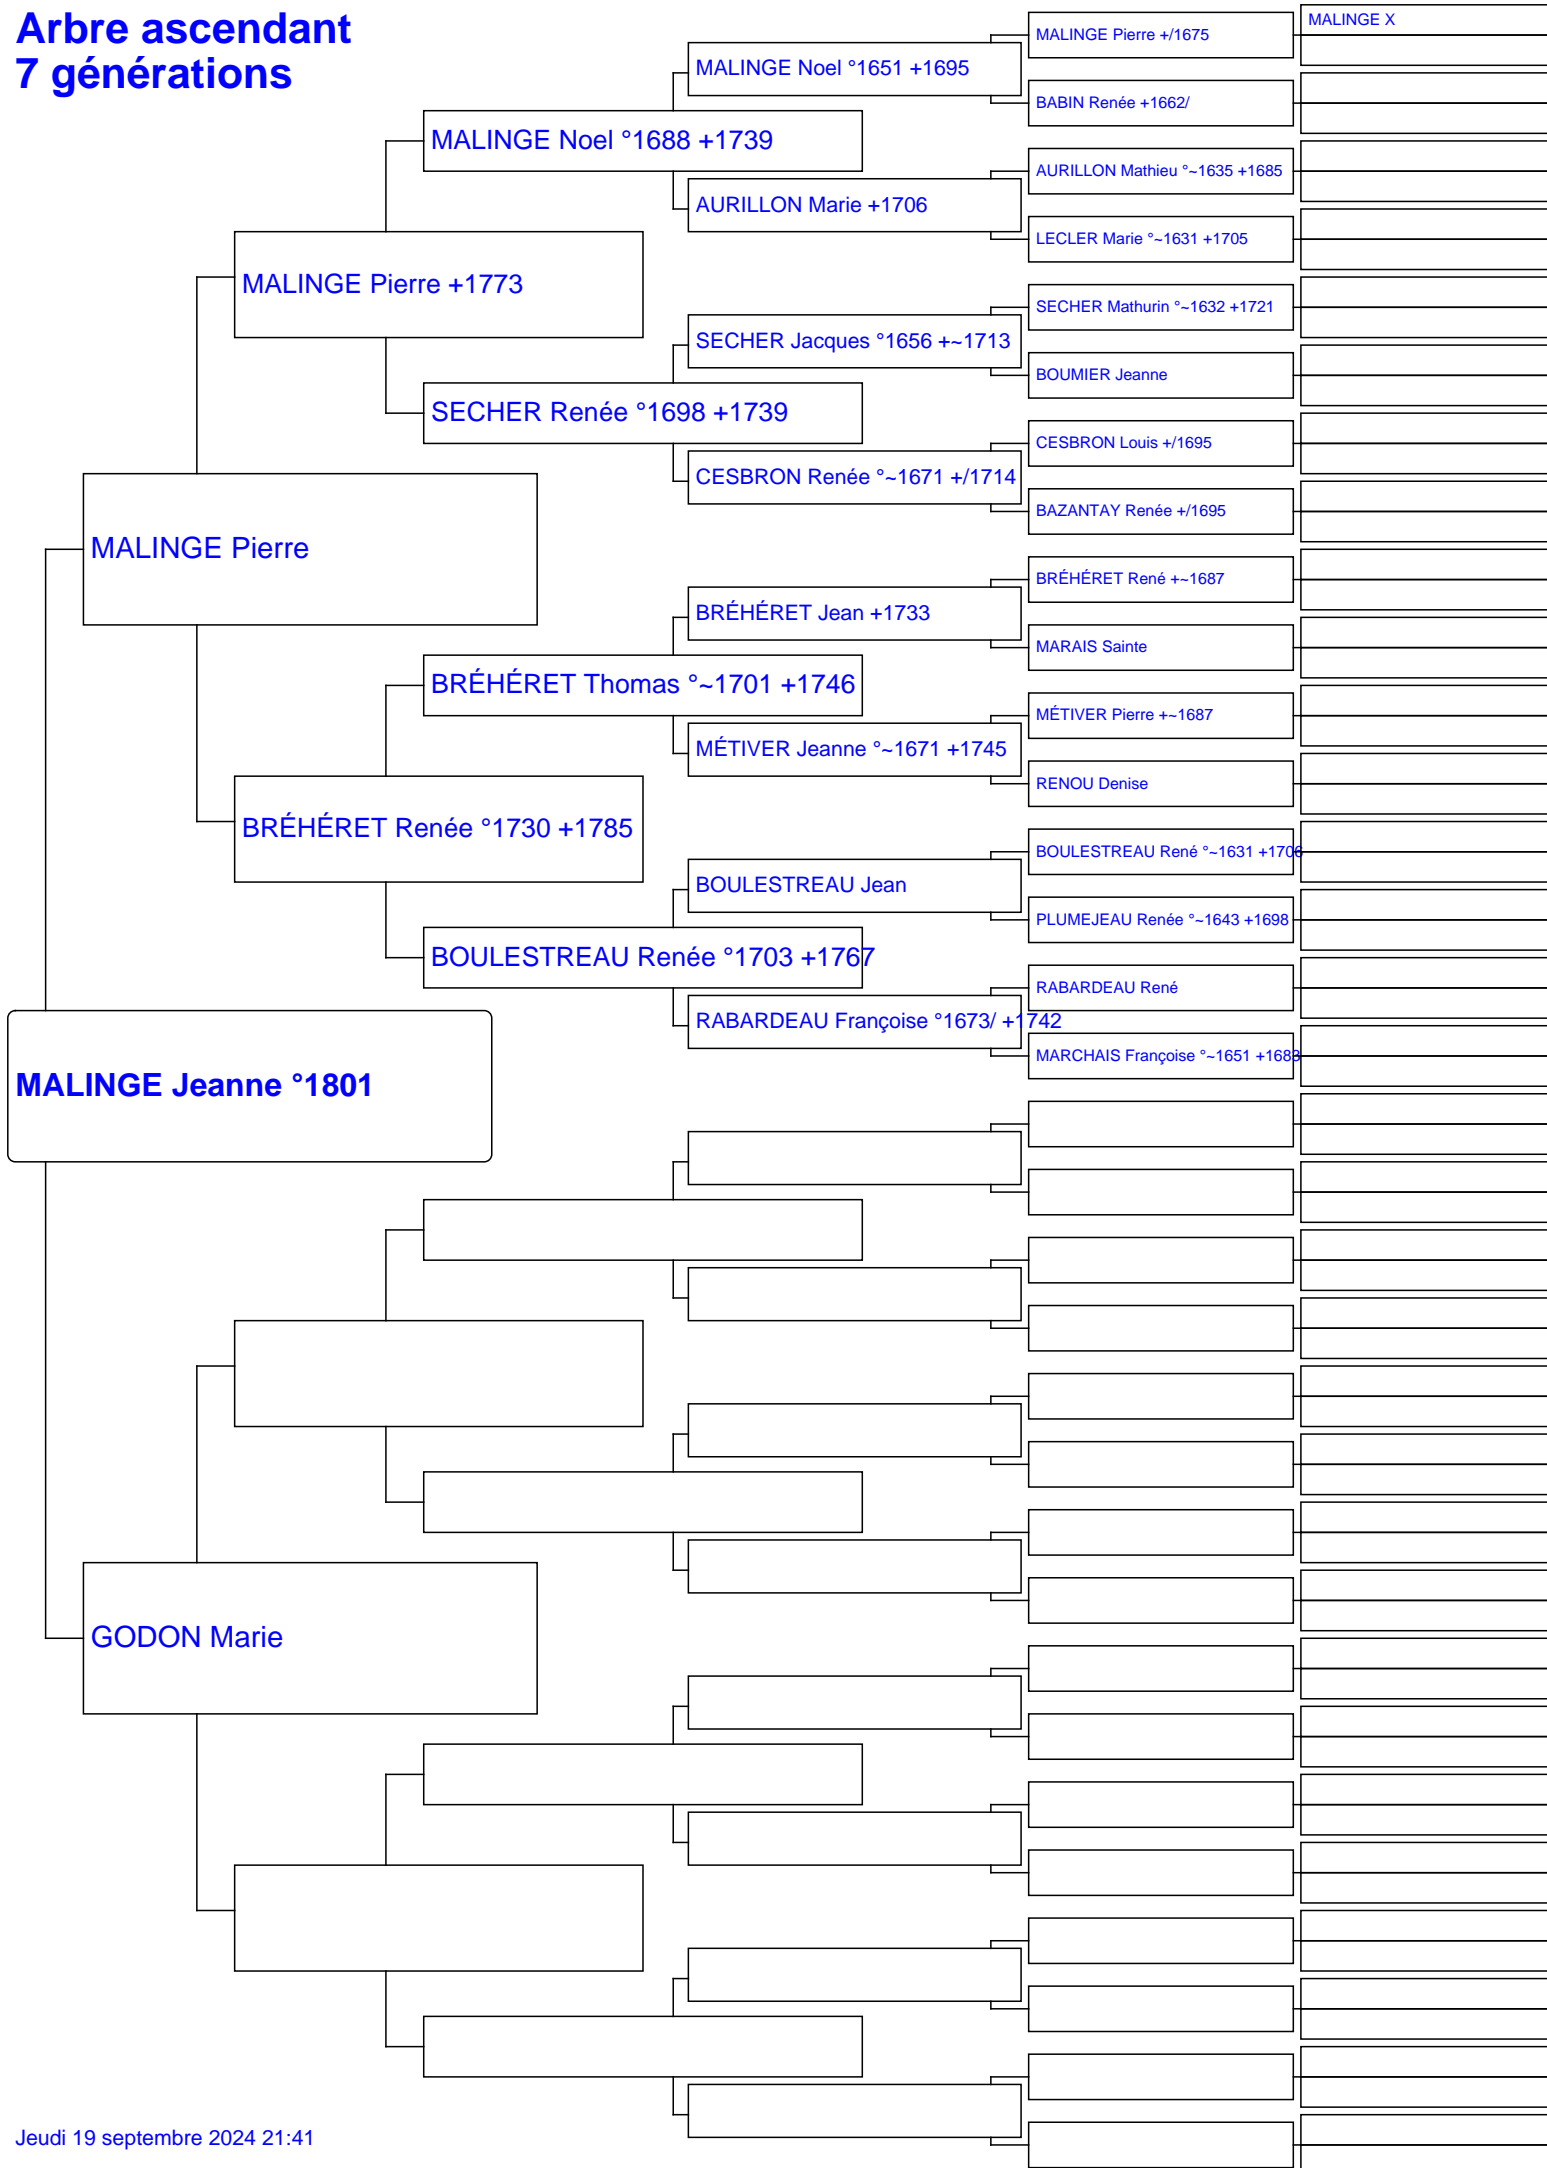 Arbre ascendant
7 générations
MALINGE X
MALINGE Pierre +/1675
MALINGE Noel °1651 +1695
BABIN Renée +1662/
MALINGE Noel °1688 +1739
AURILLON Mathieu °~1635 +1685
AURILLON Marie +1706
LECLER Marie °~1631 +1705
MALINGE Pierre +1773
SECHER Mathurin °~1632 +1721
SECHER Jacques °1656 +~1713
BOUMIER Jeanne
SECHER Renée °1698 +1739
CESBRON Louis +/1695
CESBRON Renée °~1671 +/1714
BAZANTAY Renée +/1695
MALINGE Pierre
BRÉHÉRET René +~1687
BRÉHÉRET Jean +1733
MARAIS Sainte
BRÉHÉRET Thomas °~1701 +1746
MÉTIVER Pierre +~1687
MÉTIVER Jeanne °~1671 +1745
RENOU Denise
BRÉHÉRET Renée °1730 +1785
BOULESTREAU René °~1631 +1706
BOULESTREAU Jean
PLUMEJEAU Renée °~1643 +1698
BOULESTREAU Renée °1703 +1767
RABARDEAU René
RABARDEAU Françoise °1673/ +1742
MARCHAIS Françoise °~1651 +1683
MALINGE Jeanne °1801
GODON Marie
Jeudi 19 septembre 2024 21:41